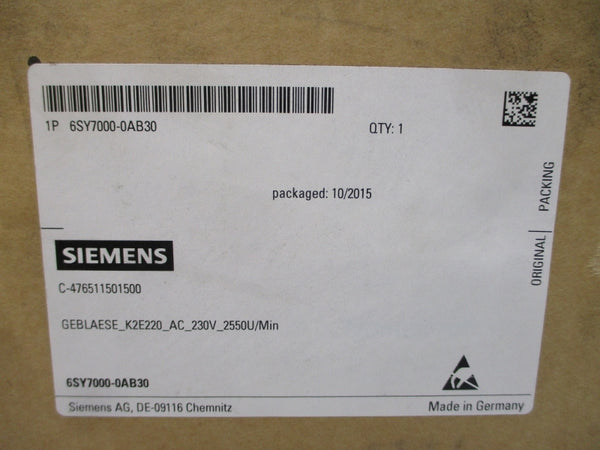 1P 6SY7000-0AB30 QTY: 1
packaged: 10/2015
ORIGINAL | PACKING
SIEMENS
C-476511501500
GEBLAESE_K2E220_AC_230V_2550U/Min
6SY7000-0AB30
Siemens AG, DE-09116 Chemnitz Made in Germany